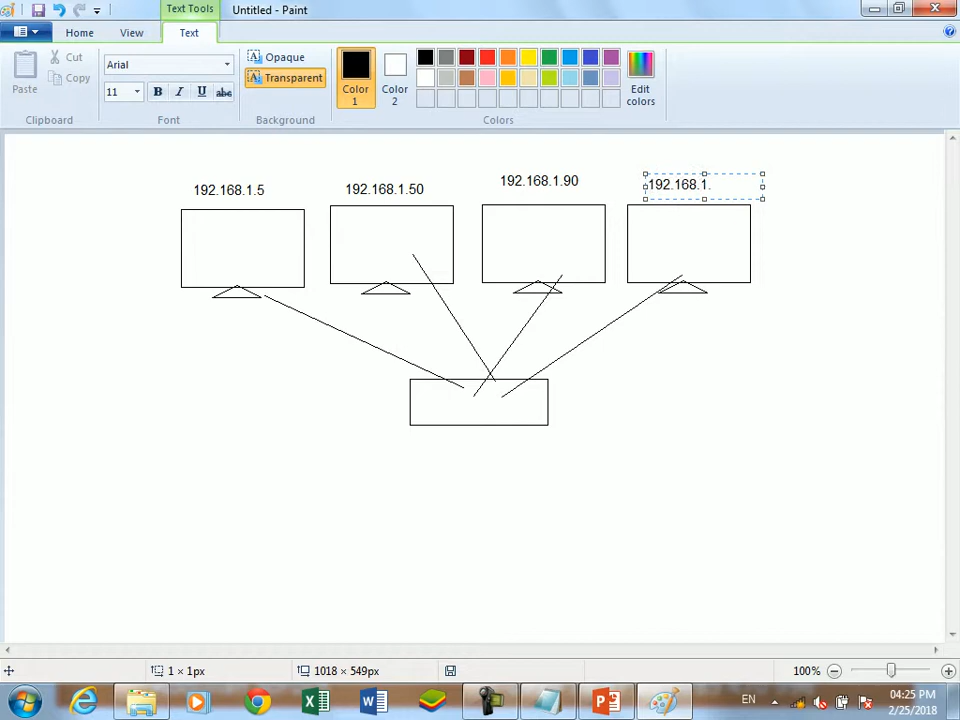 Text Tools
Untitled - Paint
Home
View
Text
Paste
Cut
Copy
Clipboard
Arial
11
B
I
U
abc
Font
Opaque
Transparent
Background
Color
1
Color
2
Edit
colors
Colors
192.168.1.5
192.168.1.50
192.168.1.90
192.168.1.
1 × 1px
1018 × 549px
100%
EN
04:25 PM
2/25/2018